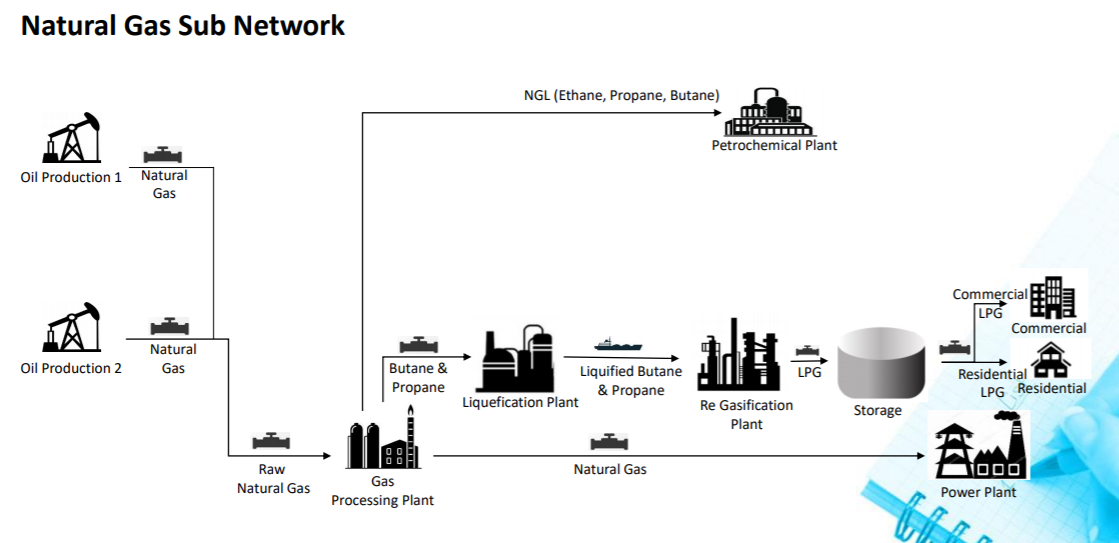 Natural Gas Sub Network
NGL (Ethane, Propane, Butane)
Petrochemical Plant
Oil Production 1
Natural
Gas
Oil Production 2
Natural
Gas
Raw
Natural Gas
Gas
Processing Plant
Butane &
Propane
Liquefication Plant
Liquified Butane
& Propane
Re Gasification
Plant
LPG
Storage
Commercial
LPG
Commercial
Residential
LPG
Residential
Natural Gas
Power Plant